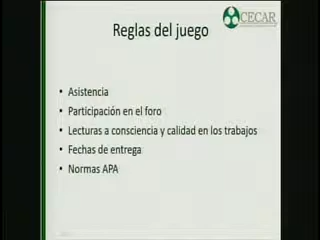 Reglas del juego
CECAR
• Asistencia
• Participación en el foro
• Lecturas a consciencia y calidad en los trabajos
• Fechas de entrega
• Normas APA